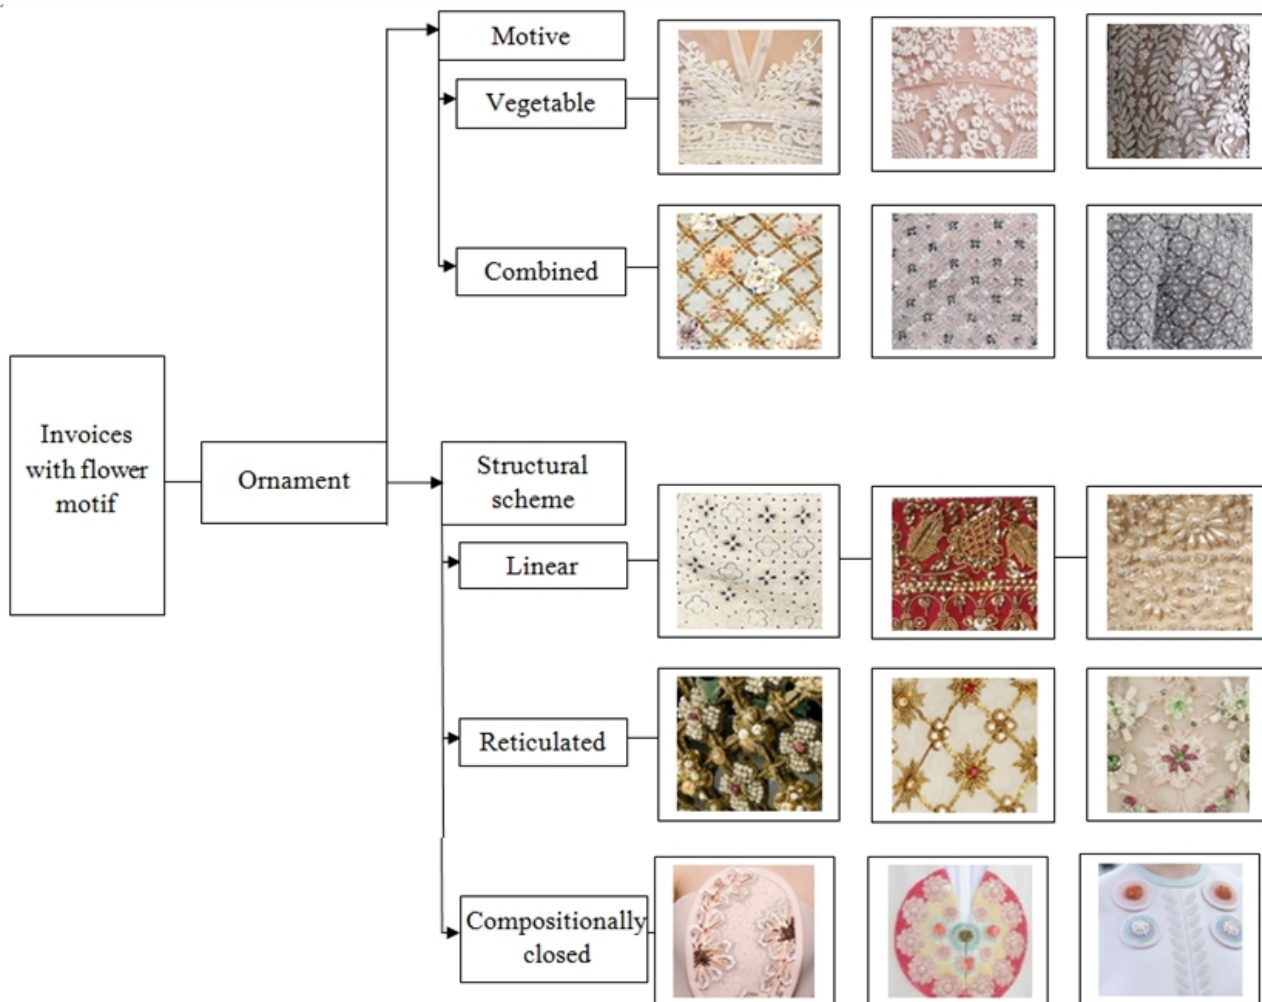 Motive
Vegetable
Combined
Invoices
with flower
motif
Ornament
Structural
scheme
Linear
Reticulated
Compositionally
closed